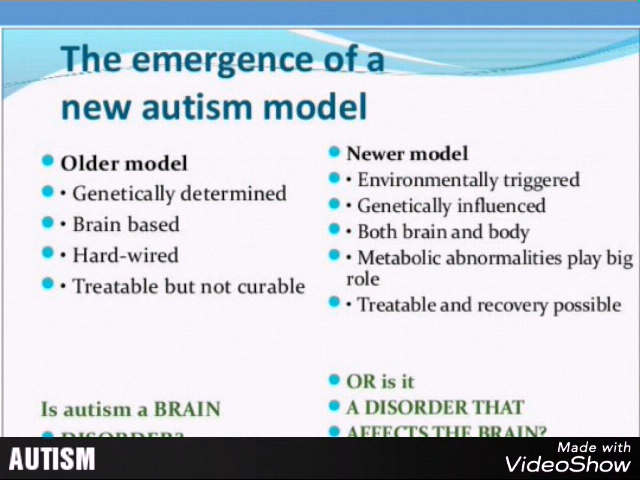 The emergence of a
new autism model
Older model
• Genetically determined
• Brain based
• Hard-wired
• Treatable but not curable
Is autism a BRAIN
DISORDER?
Newer model
• Environmentally triggered
• Genetically influenced
• Both brain and body
• Metabolic abnormalities play big
role
• Treatable and recovery possible
OR is it
A DISORDER THAT
AFFECTS THE BRAIN?
AUTISM
Made with
VideoShow